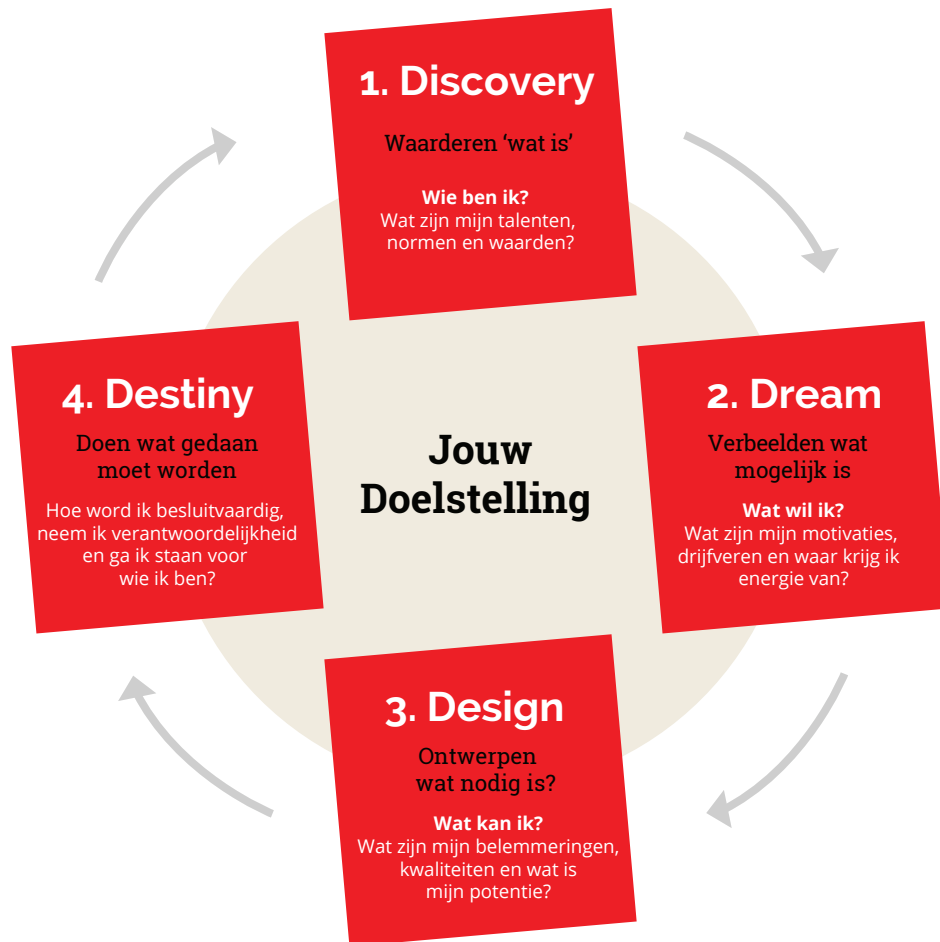 1. Discovery
Waarderen ‘wat is’
Wie ben ik?
Wat zijn mijn talenten,
normen en waarden?
2. Dream
Verbeelden wat
mogelijk is
Wat wil ik?
Wat zijn mijn motivaties,
drijfveren en waar krijg ik
energie van?
3. Design
Ontwerpen
wat nodig is?
Wat kan ik?
Wat zijn mijn belemmeringen,
kwaliteiten en wat is
mijn potentie?
4. Destiny
Doen wat gedaan
moet worden
Hoe word ik besluitvaardig,
neem ik verantwoordelijkheid
en ga ik staan voor
wie ik ben?
Jouw
Doelstelling